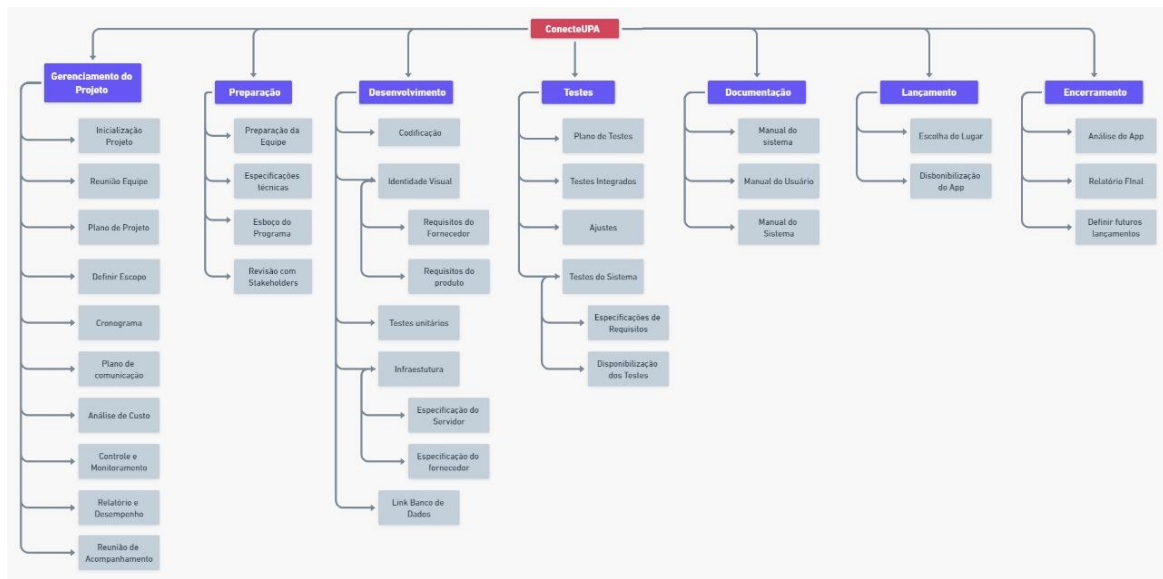 ConecteUPA
Gerenciamento do
Projeto
Inicialização
Projeto
Reunião Equipe
Plano de Projeto
Definir Escopo
Cronograma
Plano de
comunicação
Análise de Custo
Controle e
Monitoramento
Relatório e
Desempenho
Reunião de
Acompanhamento
Preparação
Preparação da
Equipe
Especificações
técnicas
Esboço do
Programa
Revisão com
Stakeholders
Desenvolvimento
Codificação
Identidade Visual
Requisitos do
Fornecedor
Requisitos do
produto
Testes unitários
Infraestutura
Especificação do
Servidor
Especificação do
fornecedor
Link Banco de
Dados
Testes
Plano de Testes
Testes Integrados
Ajustes
Testes do Sistema
Especificações de
Requisitos
Disponibilização
dos Testes
Documentação
Manual do
sistema
Manual do Usuário
Manual do
Sistema
Lançamento
Escolha do Lugar
Disbonibilização
do App
Encerramento
Análise do App
Relatório FInal
Definir futuros
lançamentos